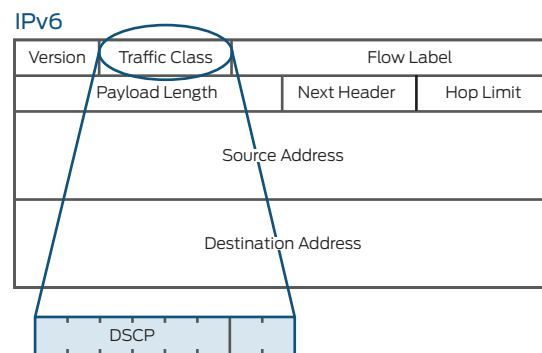 IPv6
Version Traffic Class Flow Label
Payload Length Next Header Hop Limit
Source Address
Destination Address
DSCP